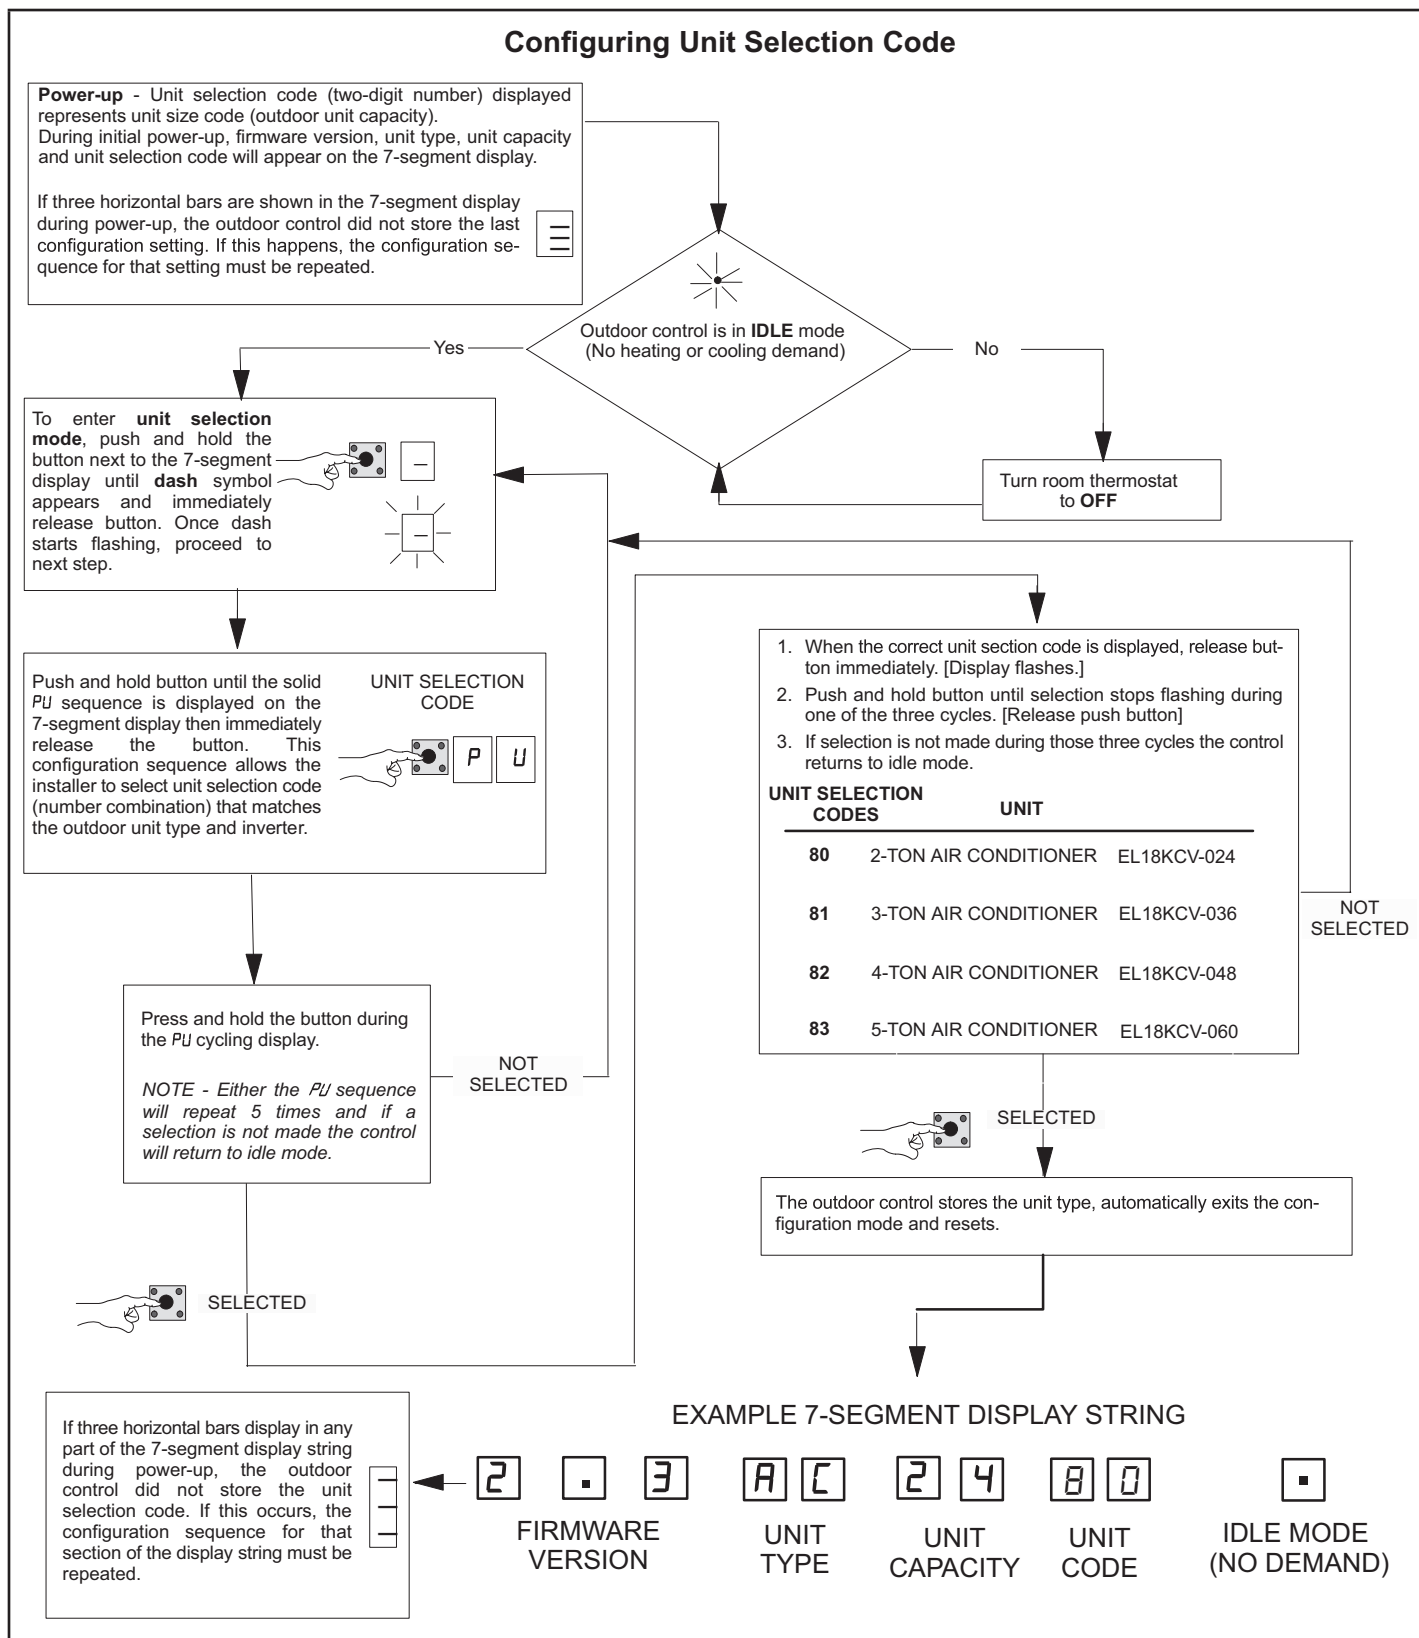 Configuring Unit Selection Code
Power-up - Unit selection code (two-digit number) displayed
represents unit size code (outdoor unit capacity).
During initial power-up, firmware version, unit type, unit capacity
and unit selection code will appear on the 7-segment display.
If three horizontal bars are shown in the 7-segment display
during power-up, the outdoor control did not store the last
configuration setting. If this happens, the configuration se-
quence for that setting must be repeated.
Outdoor control is in IDLE mode
(No heating or cooling demand)
Yes
No
Turn room thermostat
to OFF
To enter unit selection
mode, push and hold the
button next to the 7-segment
display until dash symbol
appears and immediately
release button. Once dash
starts flashing, proceed to
next step.
Push and hold button until the solid
PU sequence is displayed on the
7-segment display then immediately
release the button. This
configuration sequence allows the
installer to select unit selection code
(number combination) that matches
the outdoor unit type and inverter.
UNIT SELECTION
CODE
P U
Press and hold the button during
the PU cycling display.
NOTE - Either the PU sequence
will repeat 5 times and if a
selection is not made the control
will return to idle mode.
NOT
SELECTED
SELECTED
1. When the correct unit section code is displayed, release but-
ton immediately. [Display flashes.]
2. Push and hold button until selection stops flashing during
one of the three cycles. [Release push button]
3. If selection is not made during those three cycles the control
returns to idle mode.
UNIT SELECTION
CODES UNIT
80 2-TON AIR CONDITIONER EL18KCV-024
81 3-TON AIR CONDITIONER EL18KCV-036
82 4-TON AIR CONDITIONER EL18KCV-048
83 5-TON AIR CONDITIONER EL18KCV-060
NOT
SELECTED
SELECTED
The outdoor control stores the unit type, automatically exits the con-
figuration mode and resets.
EXAMPLE 7-SEGMENT DISPLAY STRING
2 . 3 A C 2 4 8 0 .
FIRMWARE
VERSION
UNIT
TYPE
UNIT
CAPACITY
UNIT
CODE
IDLE MODE
(NO DEMAND)
If three horizontal bars display in any
part of the 7-segment display string
during power-up, the outdoor
control did not store the unit
selection code. If this occurs, the
configuration sequence for that
section of the display string must be
repeated.